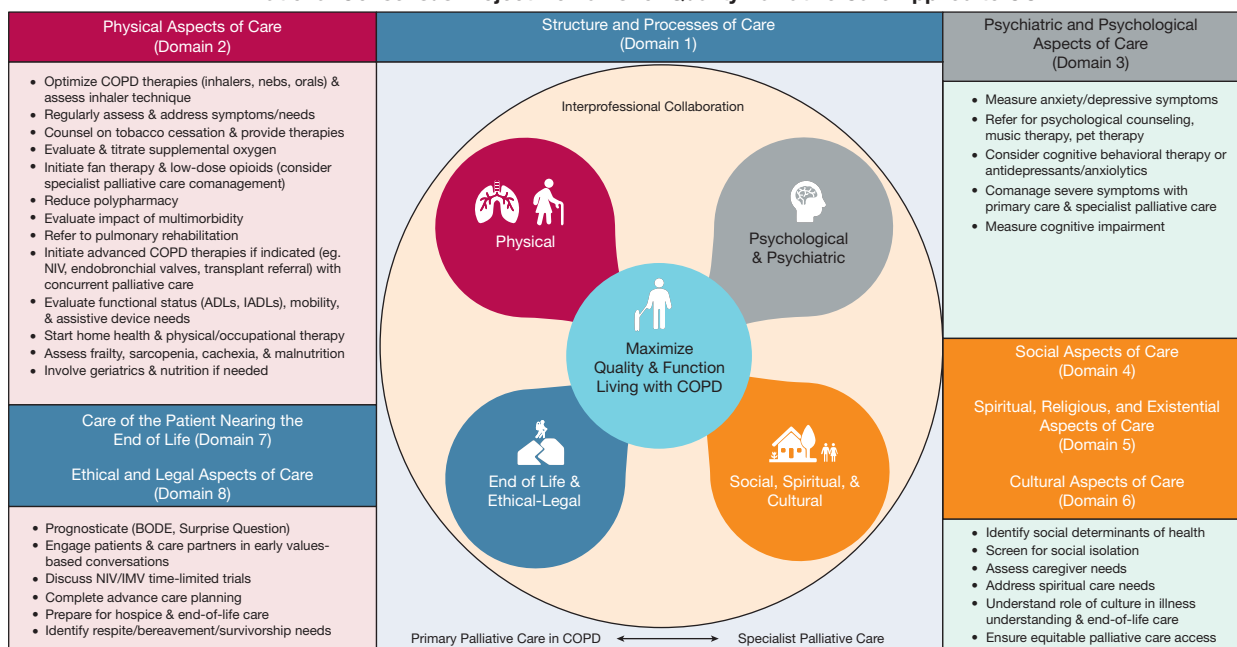 Physical Aspects of Care
(Domain 2)
• Optimize COPD therapies (inhalers, nebs, orals) &
assess inhaler technique
• Regularly assess & address symptoms/needs
• Counsel on tobacco cessation & provide therapies
• Evaluate & titrate supplemental oxygen
• Initiate fan therapy & low-dose opioids (consider
specialist palliative care comanagement)
• Reduce polypharmacy
• Evaluate impact of multimorbidity
• Refer to pulmonary rehabilitation
• Initiate advanced COPD therapies if indicated (eg.
NIV, endobronchial valves, transplant referral) with
concurrent palliative care
• Evaluate functional status (ADLs, IADLs), mobility,
& assistive device needs
• Start home health & physical/occupational therapy
• Assess frailty, sarcopenia, cachexia, & malnutrition
• Involve geriatrics & nutrition if needed
Care of the Patient Nearing the
End of Life (Domain 7)
Ethical and Legal Aspects of Care
(Domain 8)
• Prognosticate (BODE, Surprise Question)
• Engage patients & care partners in early values-
based conversations
• Discuss NIV/IMV time-limited trials
• Complete advance care planning
• Prepare for hospice & end-of-life care
• Identify respite/bereavement/survivorship needs
Structure and Processes of Care
(Domain 1)
Interprofessional Collaboration
Physical
Psychological
& Psychiatric
Maximize
Quality & Function
Living with COPD
End of Life &
Ethical-Legal
Social, Spiritual, &
Cultural
Primary Palliative Care in COPD
Specialist Palliative Care
Psychiatric and Psychological
Aspects of Care
(Domain 3)
• Measure anxiety/depressive symptoms
• Refer for psychological counseling,
music therapy, pet therapy
• Consider cognitive behavioral therapy or
antidepressants/anxiolytics
• Comanage severe symptoms with
primary care & specialist palliative care
• Measure cognitive impairment
Social Aspects of Care
(Domain 4)
Spiritual, Religious, and Existential
Aspects of Care
(Domain 5)
Cultural Aspects of Care
(Domain 6)
• Identify social determinants of health
• Screen for social isolation
• Assess caregiver needs
• Address spiritual care needs
• Understand role of culture in illness
understanding & end-of-life care
• Ensure equitable palliative care access